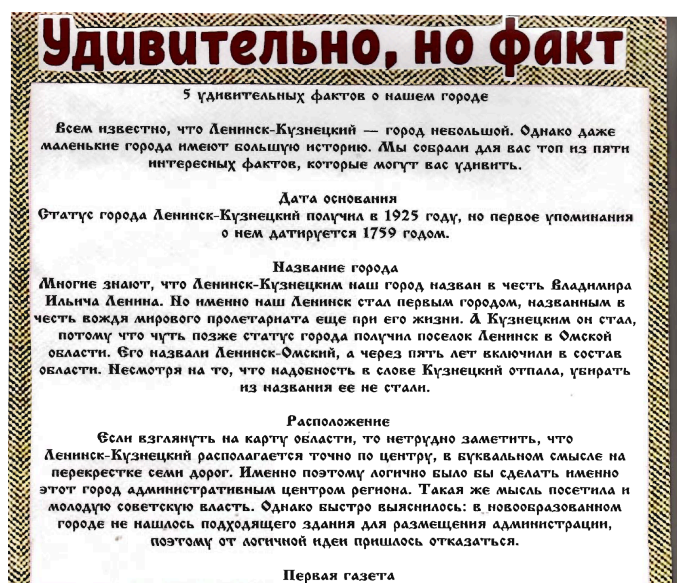 Удивительно, но факт
5 удивительных фактов о нашем городе
Всем известно, что Ленинск-Кузнецкий — город небольшой. Однако даже
маленькие города имеют большую историю. Мы собрали для вас топ из пяти
интересных фактов, которые могут вас удивить.
Дата основания
Статус города Ленинск-Кузнецкий получил в 1925 году, но первое упоминания
о нем датируется 1759 годом.
Название города
Многие знают, что Ленинск-Кузнецким наш город назван в честь Владимира
Ильича Ленина. Но именно наш Ленинск стал первым городом, названным в
честь вождя мирового пролетариата еще при его жизни. А Кузнецким он стал,
потому что чуть позже статус города получил поселок Ленинск в Омской
области. Его назвали Ленинск-Омский, а через пять лет включили в состав
области. Несмотря на то, что надобность в слове Кузнецкий отпала, убирать
из названия ее не стали.
Расположение
Если взглянуть на карту области, то нетрудно заметить, что
Ленинск-Кузнецкий располагается точно по центру, в буквальном смысле на
перекрестке семи дорог. Именно поэтому логично было бы сделать именно
этот город административным центром региона. Такая же мысль посетила и
молодую советскую власть. Однако быстро выяснилось: в новообразованном
городе не нашлось подходящего здания для размещения администрации,
поэтому от логичной идеи пришлось отказаться.
Первая газета